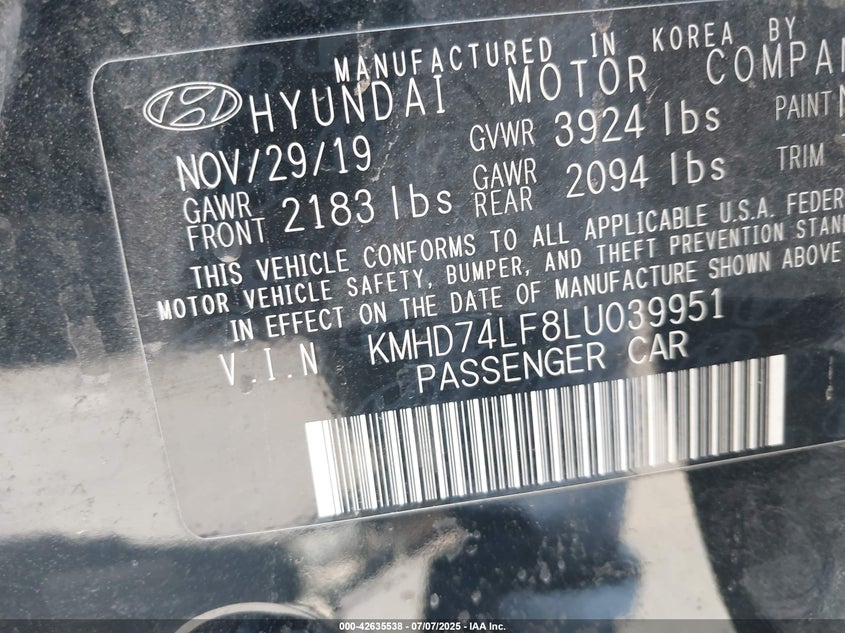 MANUFACTURED IN KOREA BY
HYUNDAI MOTOR COMPAN
NOV/29/19 GVWR 3924 lbs PAINT
GAWR FRONT 2183 lbs GAWR REAR 2094 lbs TRIM
THIS VEHICLE CONFORMS TO ALL APPLICABLE U.S.A. FEDER
MOTOR VEHICLE SAFETY, BUMPER, AND THEFT PREVENTION STAN
IN EFFECT ON THE DATE OF MANUFACTURE SHOWN ABOVE
V.I.N KMHD74LF8LU039951
PASSENGER CAR
000-42635538 - 07/07/2025 - IAA Inc.